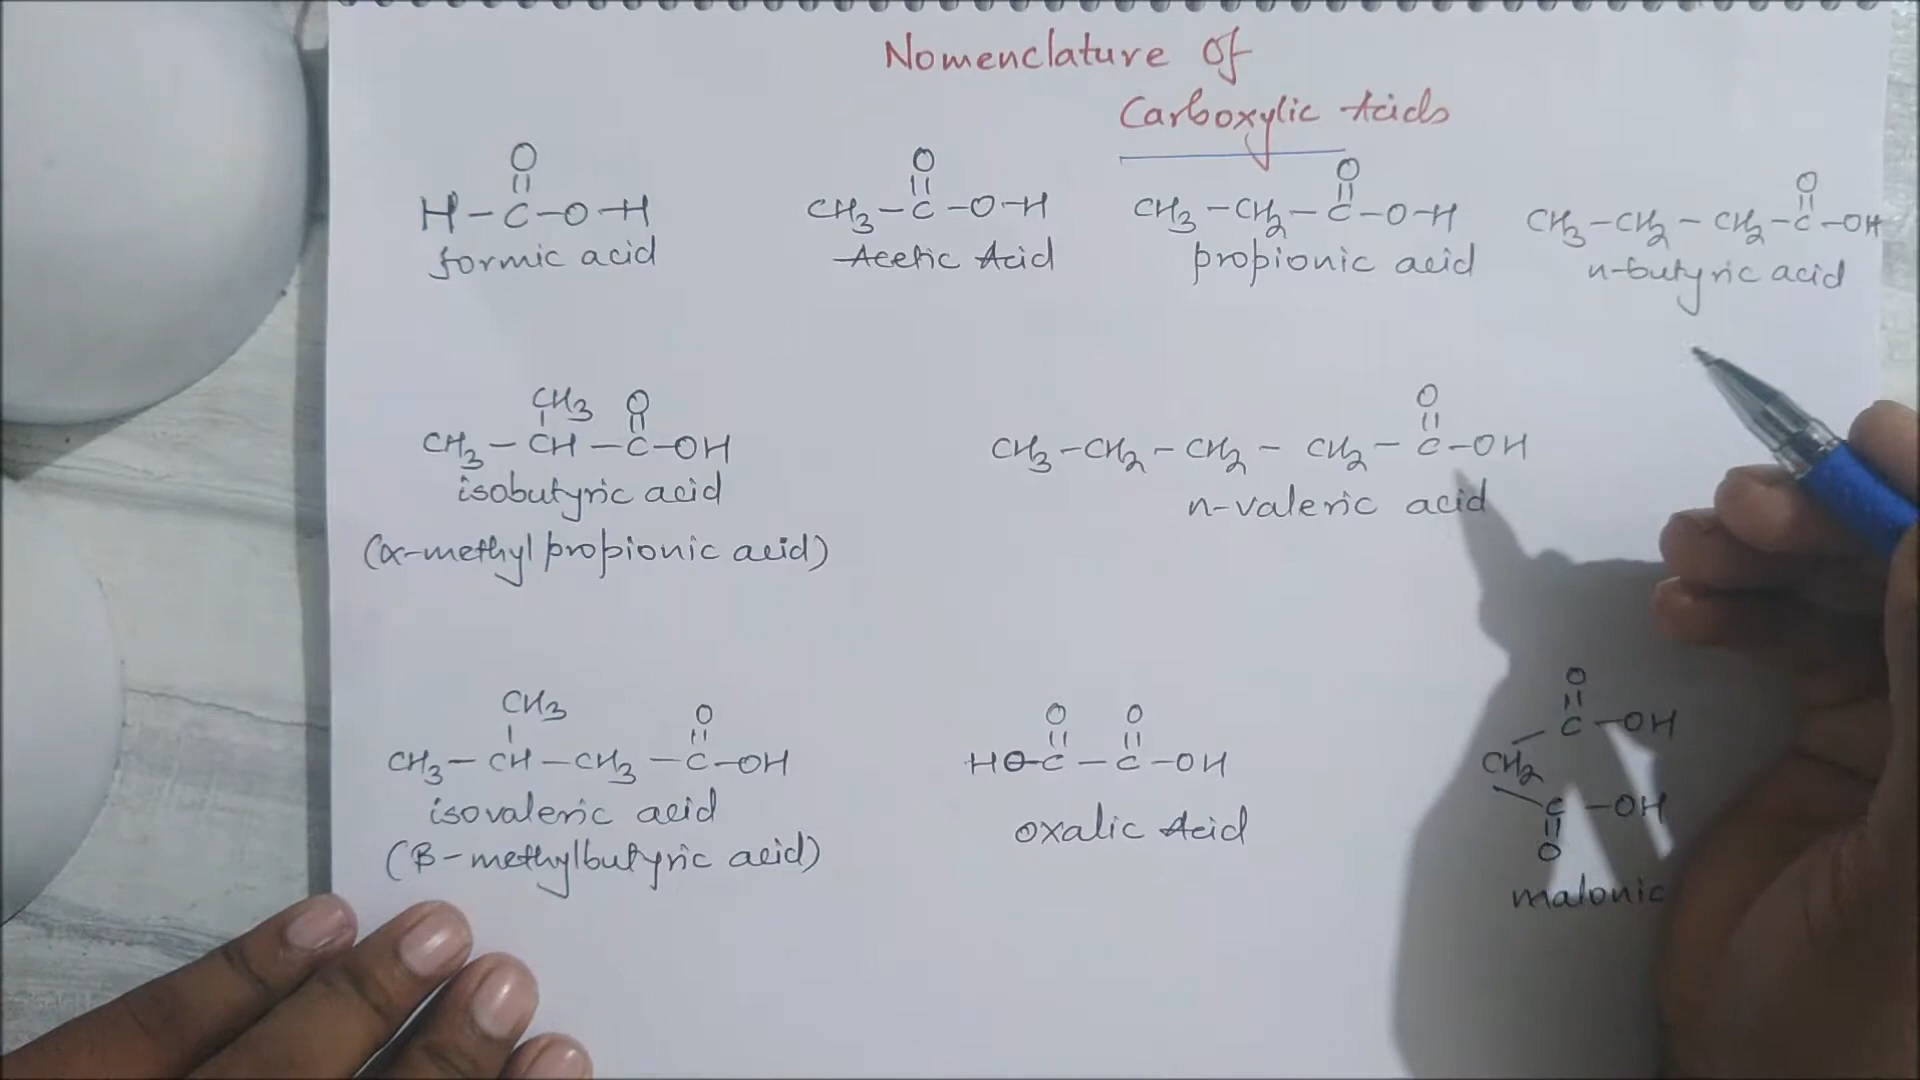 Nomenclature Of
Carboxylic Acids
O
H-C-O-H
formic acid
O
CH3-C-O-H
Acetic Acid
O
CH3-CH2-C-O-H
propionic acid
O
CH3-CH2-CH2-C-OH
n-butyric acid
CH3 O
CH3-CH-C-OH
isobutyric acid
(α-methyl propionic acid)
O
CH3-CH2-CH2-CH2-C-OH
n-valeric acid
CH3
O
CH3-CH-CH3-C-OH
isovaleric acid
(β-methylbutyric acid)
O O
HO-C-C-OH
oxalic Acid
O
C-OH
CH2
C-OH
O
malonic